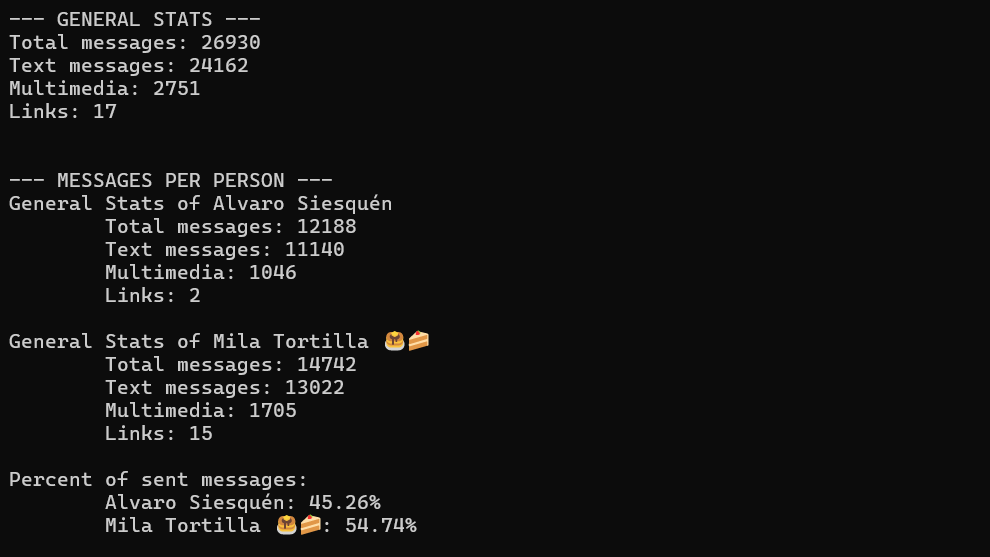 --- GENERAL STATS ---
Total messages: 26930
Text messages: 24162
Multimedia: 2751
Links: 17
--- MESSAGES PER PERSON ---
General Stats of Alvaro Siesquén
Total messages: 12188
Text messages: 11140
Multimedia: 1046
Links: 2
General Stats of Mila Tortilla 🥞🍰
Total messages: 14742
Text messages: 13022
Multimedia: 1705
Links: 15
Percent of sent messages:
Alvaro Siesquén: 45.26%
Mila Tortilla 🥞🍰: 54.74%